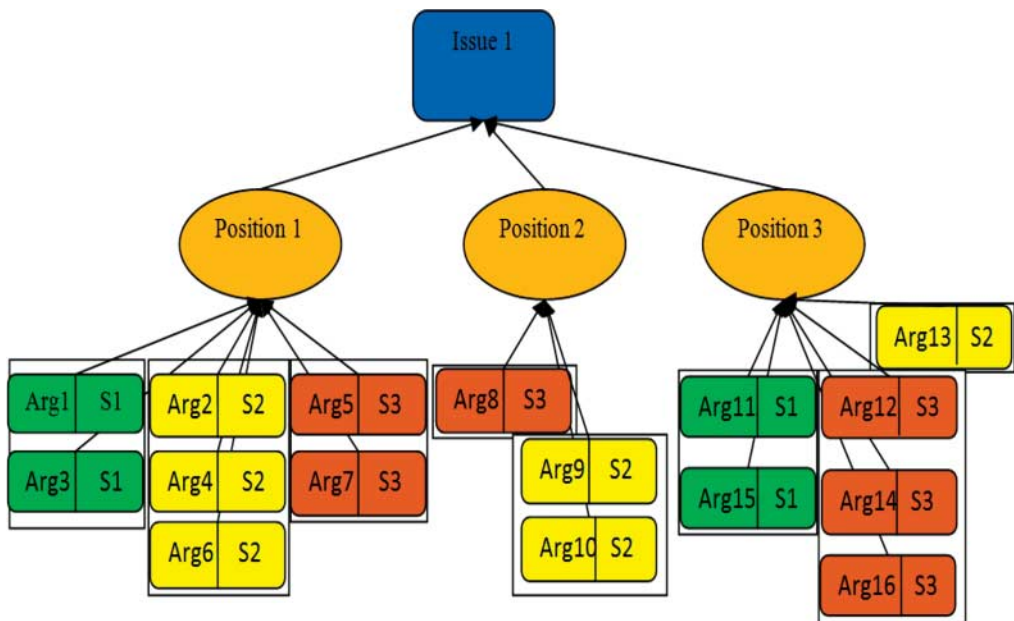 Issue 1
Position 1
Position 2
Position 3
Arg13 S2
Arg1 S1
Arg2 S2
Arg5 S3
Arg8 S3
Arg11 S1
Arg12 S3
Arg3 S1
Arg4 S2
Arg7 S3
Arg9 S2
Arg15 S1
Arg14 S3
Arg6 S2
Arg10 S2
Arg16 S3